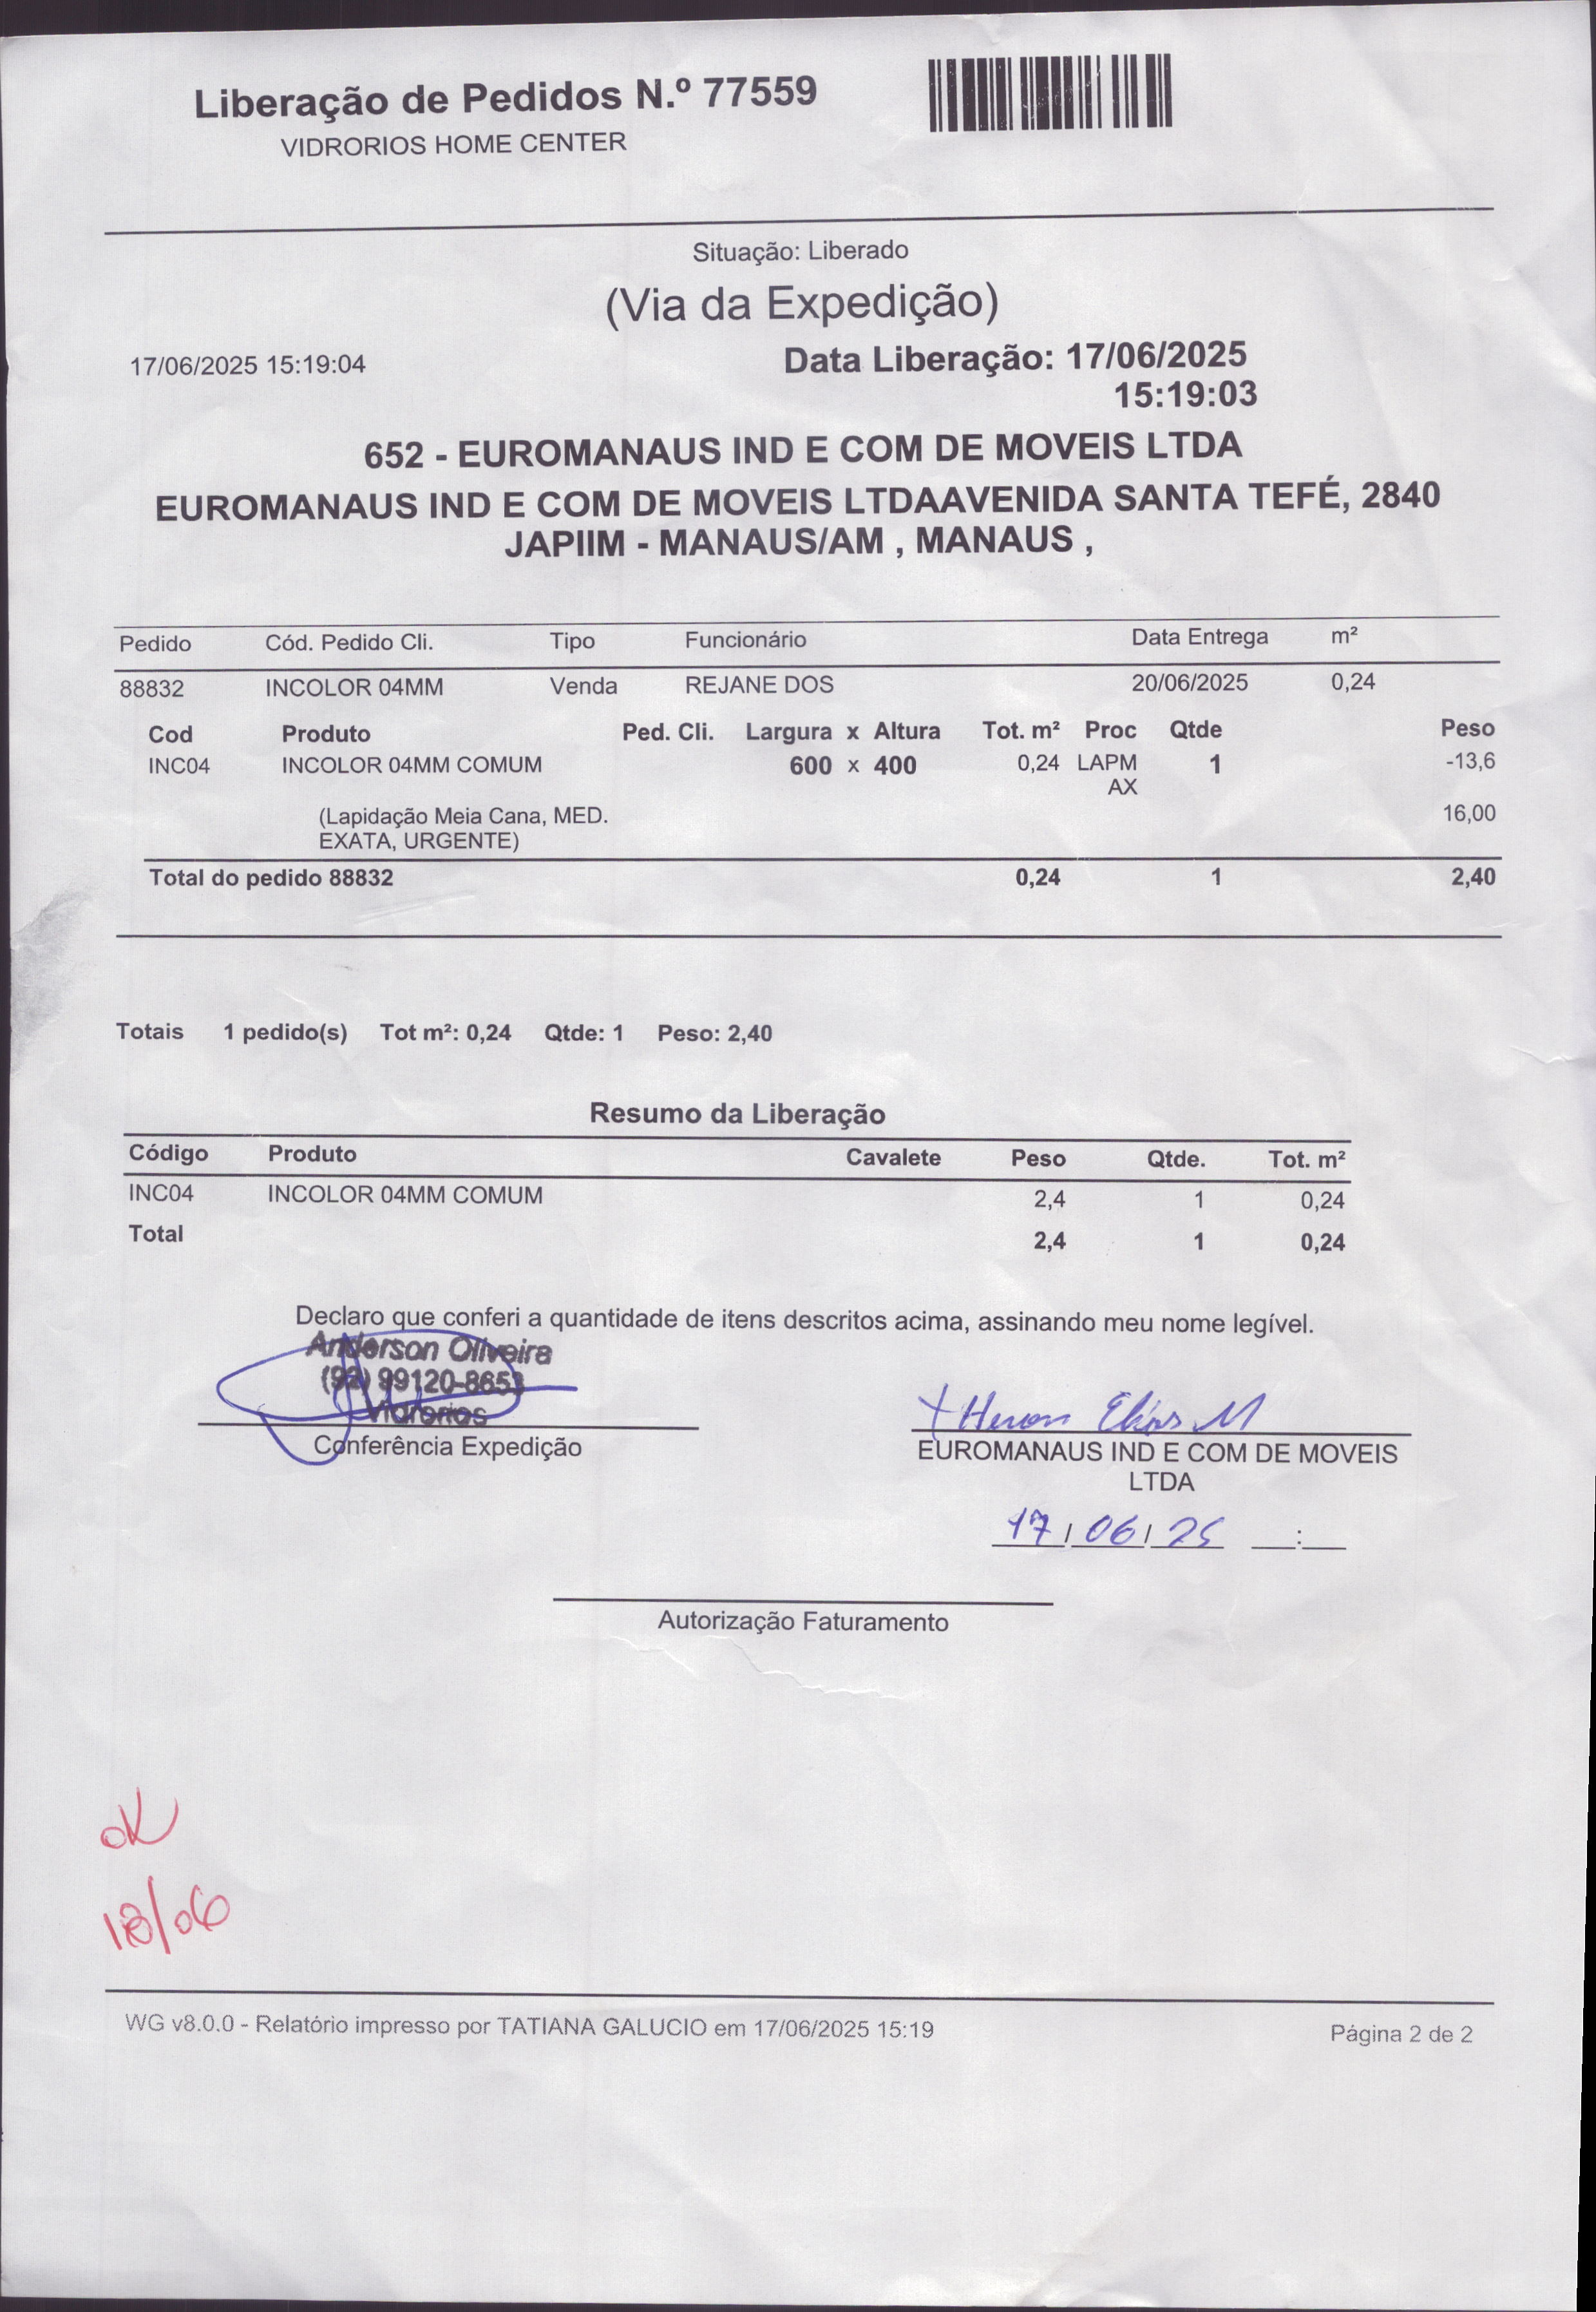 Liberação de Pedidos N.º 77559
VIDRORIOS HOME CENTER
Situação: Liberado
(Via da Expedição)
17/06/2025 15:19:04
Data Liberação: 17/06/2025
15:19:03
652 - EUROMANAUS IND E COM DE MOVEIS LTDA
EUROMANAUS IND E COM DE MOVEIS LTDAAVENIDA SANTA TEFÉ, 2840
JAPIIM - MANAUS/AM , MANAUS ,
Pedido Cód. Pedido Cli. Tipo Funcionário Data Entrega m²
88832 INCOLOR 04MM Venda REJANE DOS 20/06/2025 0,24
Cod Produto Ped. Cli. Largura x Altura Tot. m² Proc Qtde Peso
INC04 INCOLOR 04MM COMUM 600 x 400 0,24 LAPM 1 -13,6
AX
(Lapidação Meia Cana, MED. 16,00
EXATA, URGENTE)
Total do pedido 88832 0,24 1 2,40
Totais 1 pedido(s) Tot m²: 0,24 Qtde: 1 Peso: 2,40
Resumo da Liberação
Código Produto Cavalete Peso Qtde. Tot. m²
INC04 INCOLOR 04MM COMUM 2,4 1 0,24
Total 2,4 1 0,24
Declaro que conferi a quantidade de itens descritos acima, assinando meu nome legível.
Anderson Oliveira
(92) 99120-8653
Vidrorios
Conferência Expedição
Elias M
EUROMANAUS IND E COM DE MOVEIS
LTDA
17/06/25 __:__
Autorização Faturamento
OK
18/06
WG v8.0.0 - Relatório impresso por TATIANA GALUCIO em 17/06/2025 15:19
Página 2 de 2